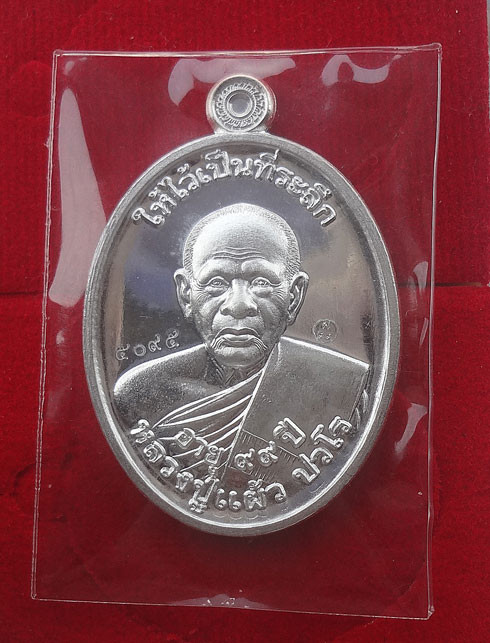 ให้ไว้เป็นที่ระลึก
๕๐๙๕
อายุ ๙๙ ปี
หลวงปู่แผ้ว ปวโร